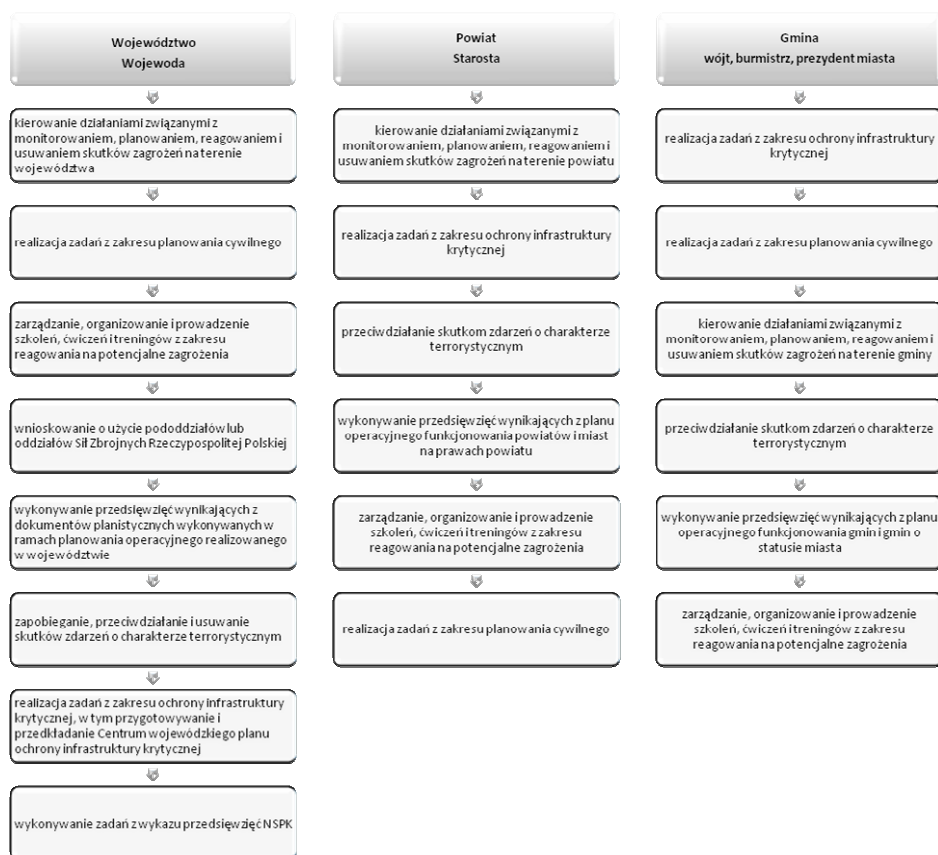 Województwo
Wojewoda
kierowanie działaniami związanymi z
monitorowaniem, planowaniem, reagowaniem i
usuwaniem skutków zagrożeń na terenie
województwa
realizacja zadań z zakresu planowania cywilnego
zarządzanie, organizowanie i prowadzenie
szkoleń, ćwiczeń i treningów z zakresu
reagowania na potencjalne zagrożenia
wnioskowanie o użycie pododdziałów lub
oddziałów Sił Zbrojnych Rzeczypospolitej Polskiej
wykonywanie przedsięwzięć wynikających z
dokumentów planistycznych wykonywanych w
ramach planowania operacyjnego realizowanego
w województwie
zapobieganie, przeciwdziałanie i usuwanie
skutków zdarzeń o charakterze terrorystycznym
realizacja zadań z zakresu ochrony infrastruktury
krytycznej, w tym przygotowywanie i
przedkładanie Centrum wojewódzkiego planu
ochrony infrastruktury krytycznej
wykonywanie zadań z wykazu przedsięwzięć NSPK
Powiat
Starosta
kierowanie działaniami związanymi z
monitorowaniem, planowaniem, reagowaniem i
usuwaniem skutków zagrożeń na terenie powiatu
realizacja zadań z zakresu ochrony infrastruktury
krytycznej
przeciwdziałanie skutkom zdarzeń o charakterze
terrorystycznym
wykonywanie przedsięwzięć wynikających z planu
operacyjnego funkcjonowania powiatów i miast
na prawach powiatu
zarządzanie, organizowanie i prowadzenie
szkoleń, ćwiczeń i treningów z zakresu
reagowania na potencjalne zagrożenia
realizacja zadań z zakresu planowania cywilnego
Gmina
wójt, burmistrz, prezydent miasta
realizacja zadań z zakresu ochrony infrastruktury
krytycznej
realizacja zadań z zakresu planowania cywilnego
kierowanie działaniami związanymi z
monitorowaniem, planowaniem, reagowaniem i
usuwaniem skutków zagrożeń na terenie gminy
przeciwdziałanie skutkom zdarzeń o charakterze
terrorystycznym
wykonywanie przedsięwzięć wynikających z planu
operacyjnego funkcjonowania gmin i gmin o
statusie miasta
zarządzanie, organizowanie i prowadzenie
szkoleń, ćwiczeń i treningów z zakresu
reagowania na potencjalne zagrożenia